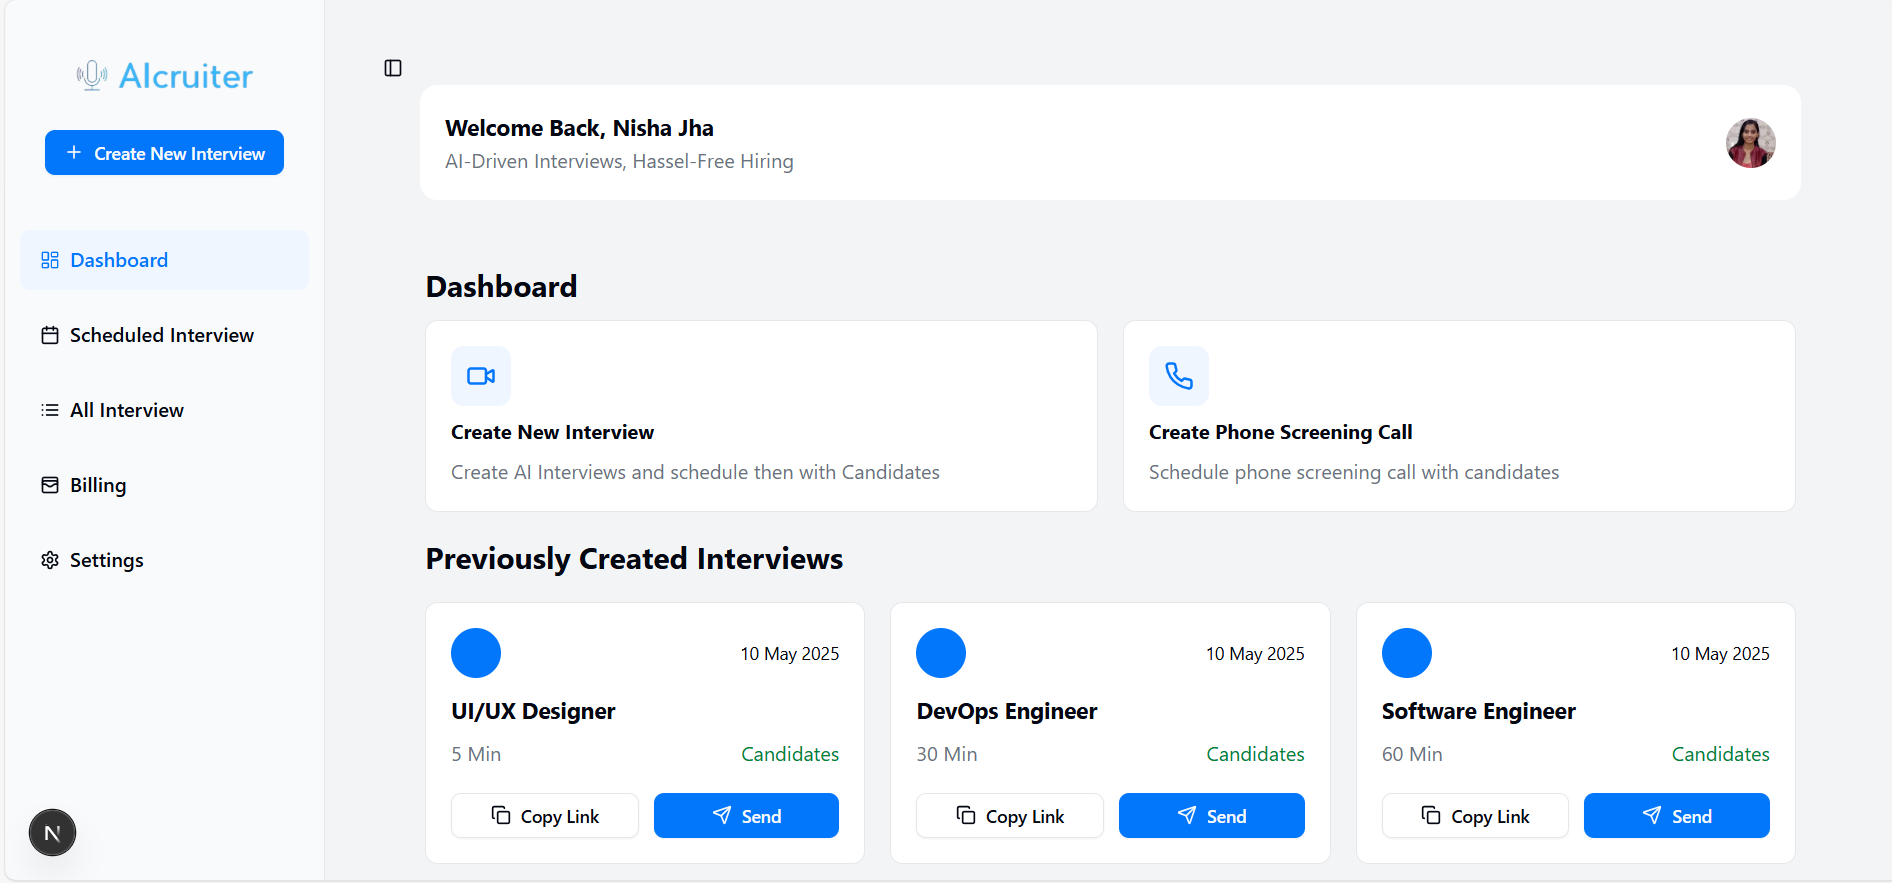 AIcruiter
+ Create New Interview
Dashboard
Scheduled Interview
All Interview
Billing
Settings
N
Welcome Back, Nisha Jha
AI-Driven Interviews, Hassel-Free Hiring
Dashboard
Create New Interview
Create AI Interviews and schedule then with Candidates
Create Phone Screening Call
Schedule phone screening call with candidates
Previously Created Interviews
10 May 2025
UI/UX Designer
5 Min Candidates
Copy Link Send
10 May 2025
DevOps Engineer
30 Min Candidates
Copy Link Send
10 May 2025
Software Engineer
60 Min Candidates
Copy Link Send